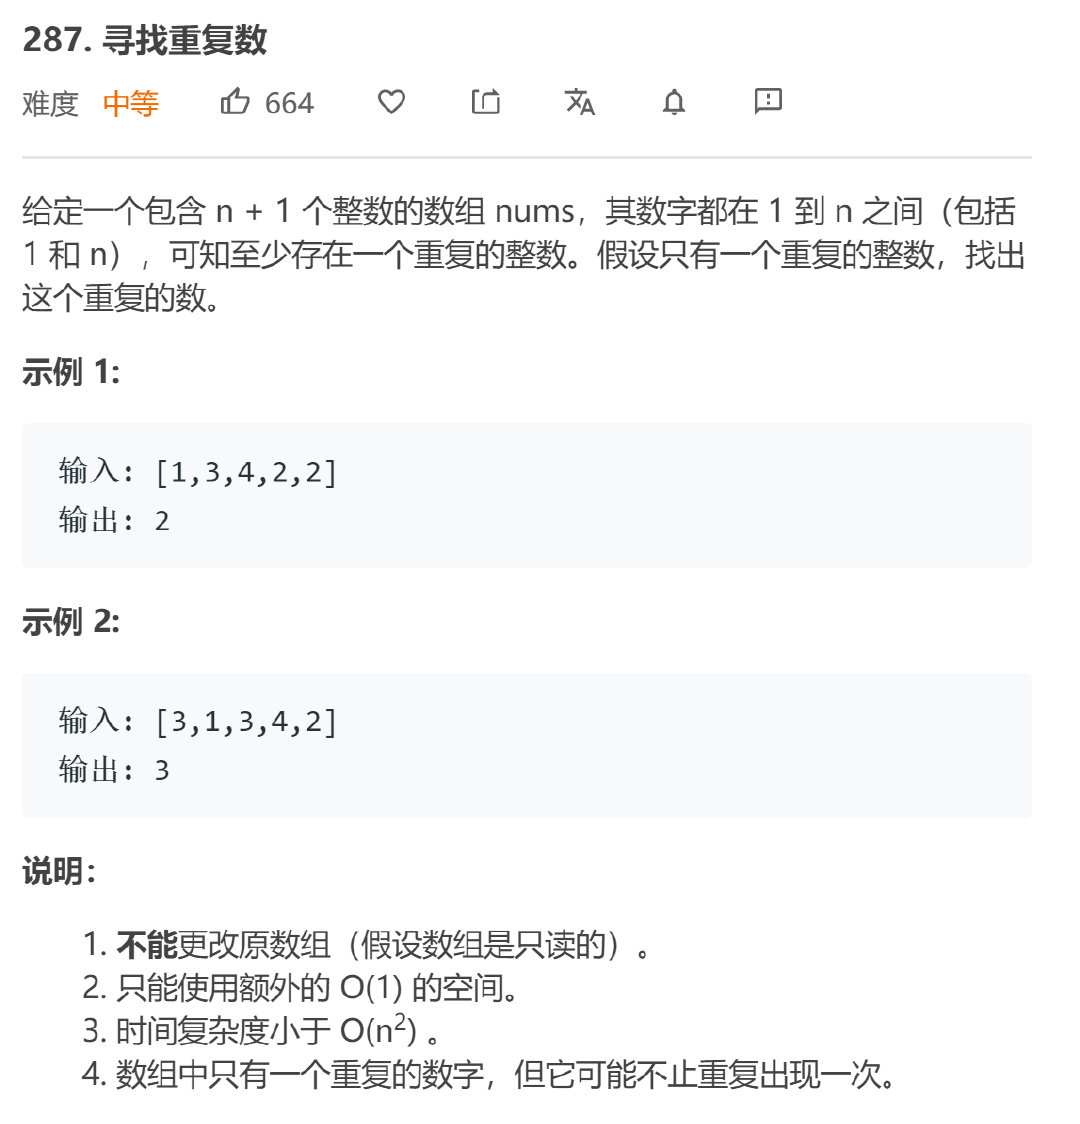 287. 寻找重复数
难度 中等 664
给定一个包含 n + 1 个整数的数组 nums，其数字都在 1 到 n 之间（包括
1 和 n），可知至少存在一个重复的整数。假设只有一个重复的整数，找出
这个重复的数。
示例 1:
输入: [1,3,4,2,2]
输出: 2
示例 2:
输入: [3,1,3,4,2]
输出: 3
说明：
1. 不能更改原数组（假设数组是只读的）。
2. 只能使用额外的 O(1) 的空间。
3. 时间复杂度小于 O(n²) 。
4. 数组中只有一个重复的数字，但它可能不止重复出现一次。